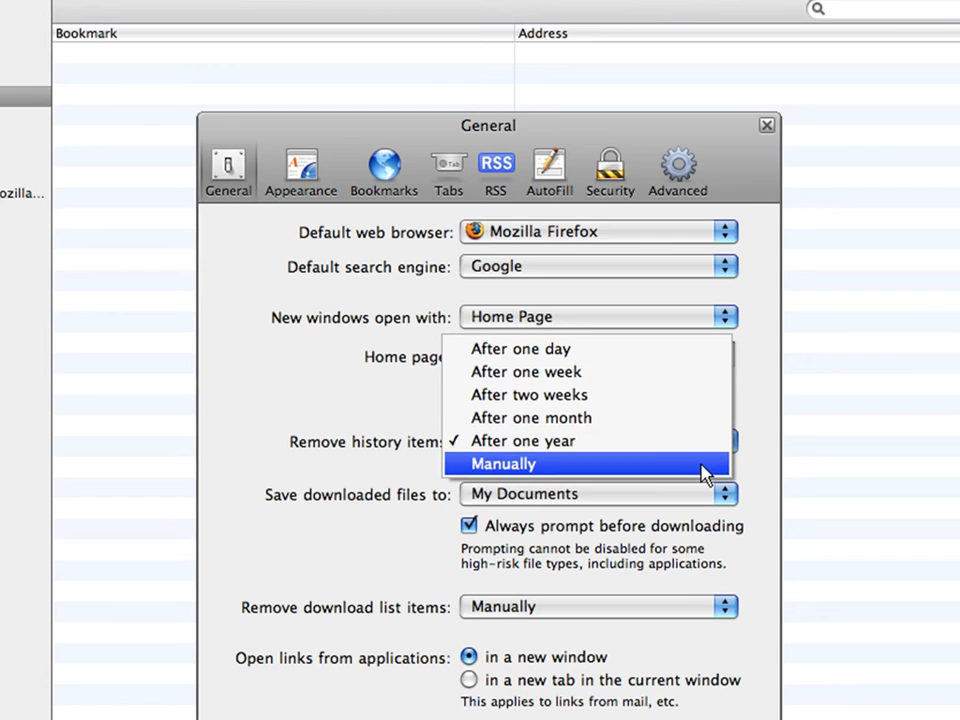 Bookmark
Address
General
General
Appearance
Bookmarks
Tab
Tabs
RSS
RSS
AutoFill
Security
Advanced
ozilla...
Default web browser: Mozilla Firefox
Default search engine: Google
New windows open with: Home Page
Home page
After one day
After one week
After two weeks
After one month
Remove history items: ✓ After one year
Manually
Save downloaded files to: My Documents
Always prompt before downloading
Prompting cannot be disabled for some
high-risk file types, including applications.
Remove download list items: Manually
Open links from applications: in a new window
in a new tab in the current window
This applies to links from mail, etc.